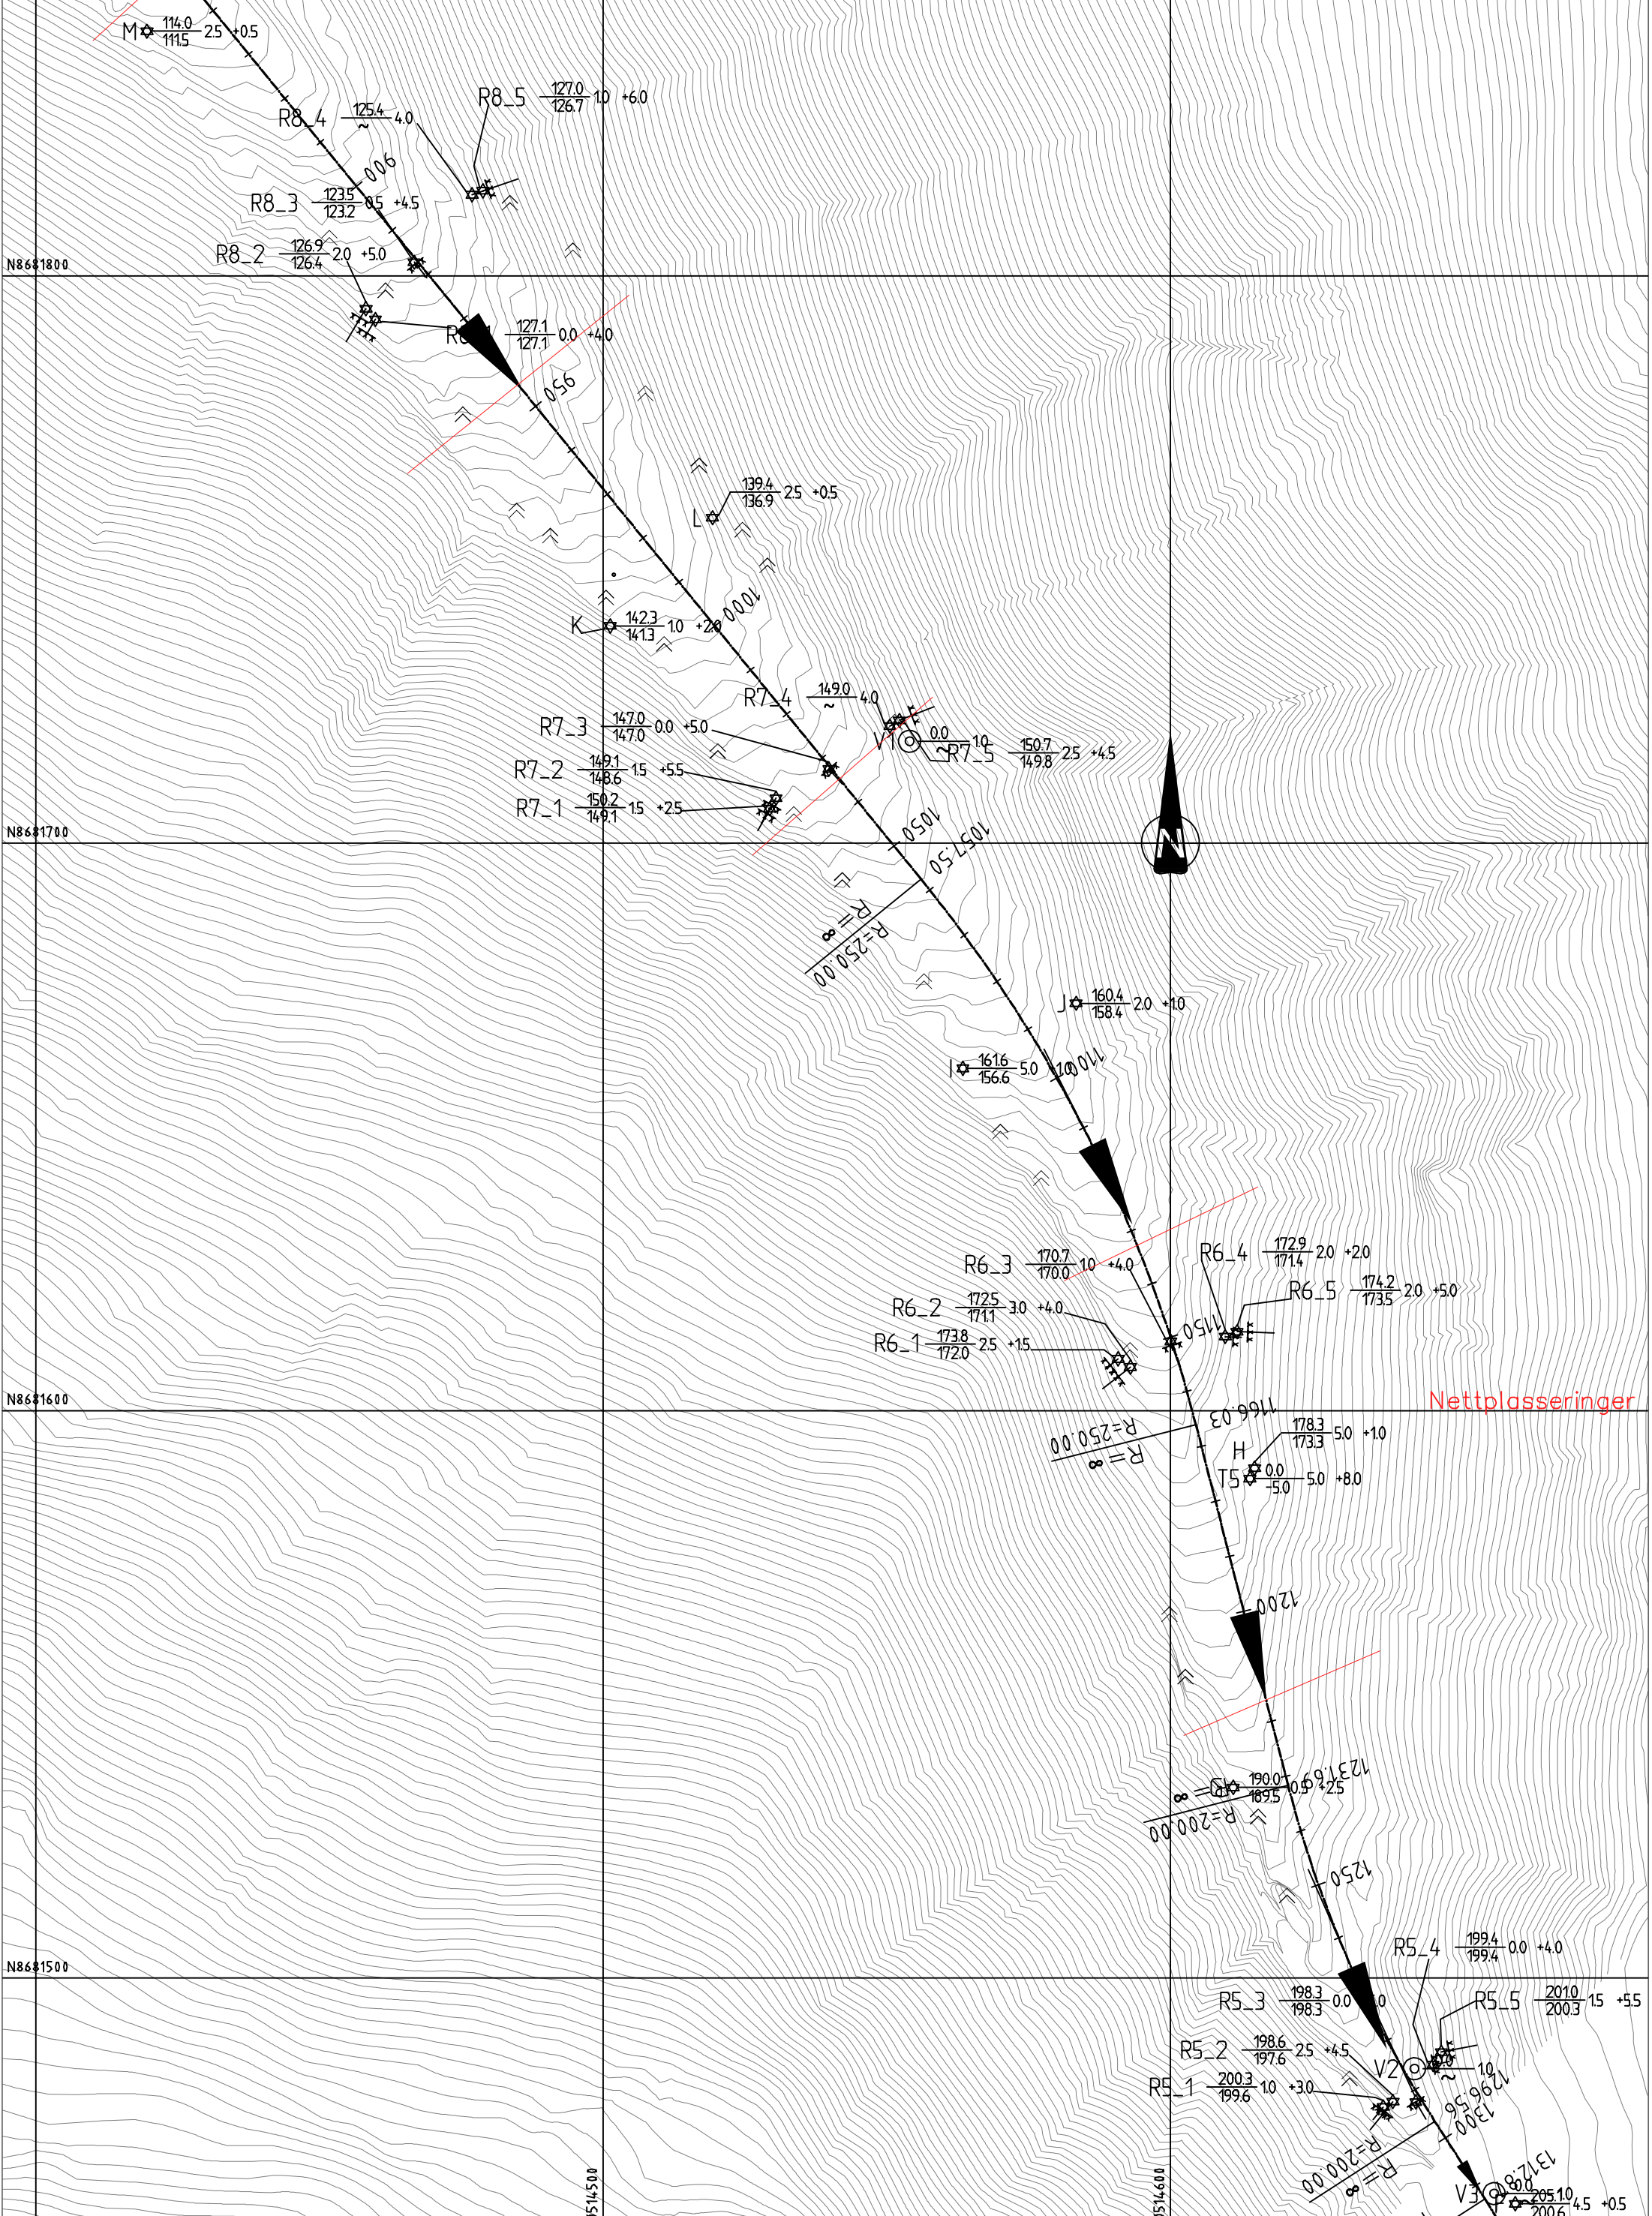 M 114.0 2.5 +0.5
111.5
R8_5 127.0 1.0 +6.0
126.7
R8_4 125.4 4.0
~
900
R8_3 123.5 0.5 +4.5
123.2
R8_2 126.9 2.0 +5.0
126.4
N8681800
127.1 0.0 +4.0
127.1
950
L 139.4 2.5 +0.5
136.9
1000
K 142.3 1.0 +2.0
141.3
R7_4 149.0 4.0
~
R7_3 147.0 0.0 +5.0
147.0
V1 0.0 1.0
~
R7_5 150.7 2.5 +4.5
149.8
R7_2 149.1 1.5 +5.5
148.6
R7_1 150.2 1.5 +2.5
149.1
N
N8681700
1050
1057.50
R=∞
R=250.00
J 160.4 2.0 +1.0
158.4
I 161.6 5.0 +1.0
156.6
1100
R6_3 170.7 1.0 +4.0
170.0
R6_4 172.9 2.0 +2.0
171.4
R6_5 174.2 2.0 +5.0
173.5
R6_2 172.5 3.0 +4.0
171.1
1150
R6_1 173.8 2.5 +1.5
172.0
N8681600
Nettplasseringer
1166.03
R=250.00
R=∞
H 178.3 5.0 +1.0
173.3
T5 0.0 5.0 +8.0
-5.0
1200
1231.69
G 190.0 0.5 +2.5
189.5
R=∞
R=200.00
1250
R5_4 199.4 0.0 +4.0
199.4
N8681500
R5_3 198.3 0.0
198.3
R5_5 201.0 1.5 +5.5
200.3
R5_2 198.6 2.5 +4.5
197.6
V2 1.0
~
R5_1 200.3 1.0 +3.0
199.6
1296.56
1300
R=200.00
R=∞
V3 0.0 1.0
205.1 4.5 +0.5
200.6
514500
514600